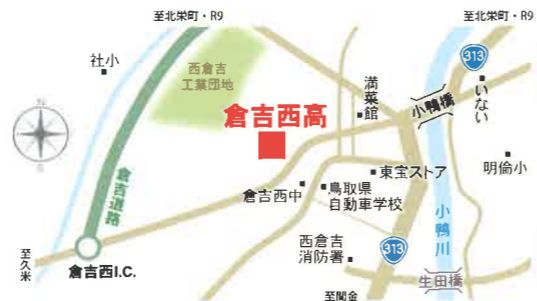 至北栄町・R9
至北栄町・R9
社小
西倉吉
工業団地
313
満菜館
小鴨橋
いない
倉吉西高
N
倉吉道路
倉吉西中
鳥取県
自動車学校
東宝ストア
明倫小
小鴨川
至久米
倉吉西I.C.
西倉吉
消防署
313
生田橋
至関金